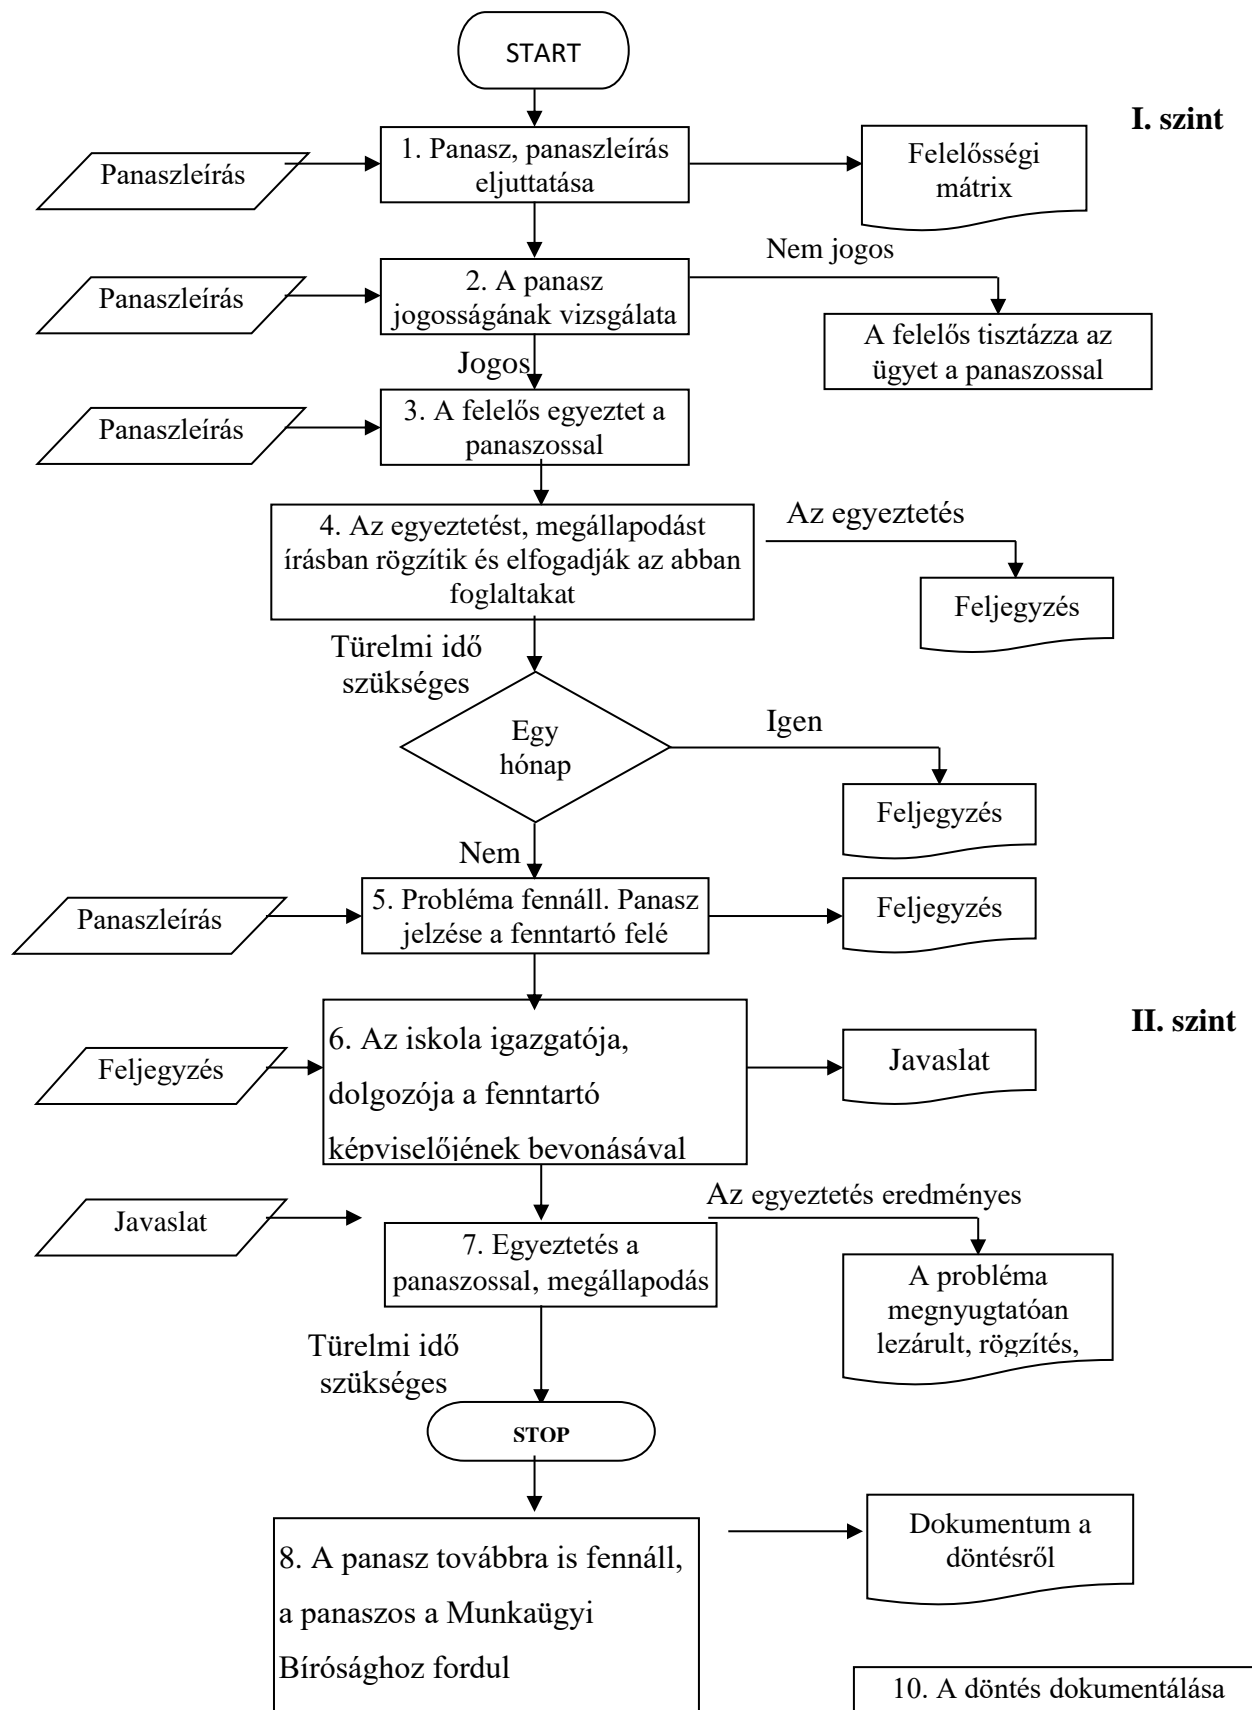 START
I. szint
Panaszleírás
1. Panasz, panaszleírás
eljuttatása
Felelősségi
mátrix
Nem jogos
Panaszleírás
2. A panasz
jogosságának vizsgálata
A felelős tisztázza az
ügyet a panaszossal
Jogos
Panaszleírás
3. A felelős egyeztet a
panaszossal
4. Az egyeztetést, megállapodást
írásban rögzítik és elfogadják az abban
foglaltakat
Az egyeztetés
Feljegyzés
Türelmi idő
szükséges
Egy
hónap
Igen
Feljegyzés
Nem
Panaszleírás
5. Probléma fennáll. Panasz
jelzése a fenntartó felé
Feljegyzés
II. szint
Feljegyzés
6. Az iskola igazgatója,
dolgozója a fenntartó
képviselőjének bevonásával
Javaslat
Javaslat
Az egyeztetés eredményes
7. Egyeztetés a
panaszossal, megállapodás
A probléma
megnyugtatóan
lezárult, rögzítés,
Türelmi idő
szükséges
STOP
8. A panasz továbbra is fennáll,
a panaszos a Munkaügyi
Bírósághoz fordul
Dokumentum a
döntésről
10. A döntés dokumentálása